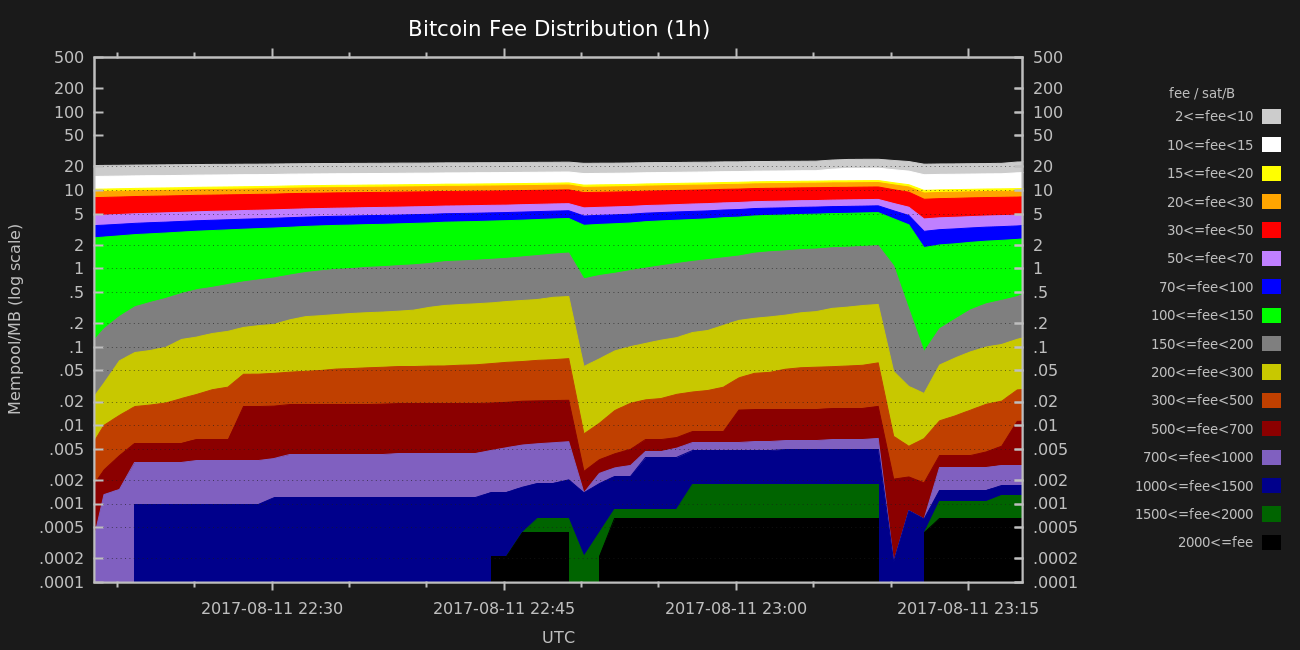 Bitcoin Fee Distribution (1h)
500 500
200 200
100 100
50 50
20 20
10 10
5 5
2 2
1 1
.5 .5
.2 .2
.1 .1
.05 .05
.02 .02
.01 .01
.005 .005
.002 .002
.001 .001
.0005 .0005
.0002 .0002
.0001 .0001
Mempool/MB (log scale)
2017-08-11 22:30 2017-08-11 22:45 2017-08-11 23:00 2017-08-11 23:15
UTC
fee / sat/B
2<=fee<10
10<=fee<15
15<=fee<20
20<=fee<30
30<=fee<50
50<=fee<70
70<=fee<100
100<=fee<150
150<=fee<200
200<=fee<300
300<=fee<500
500<=fee<700
700<=fee<1000
1000<=fee<1500
1500<=fee<2000
2000<=fee